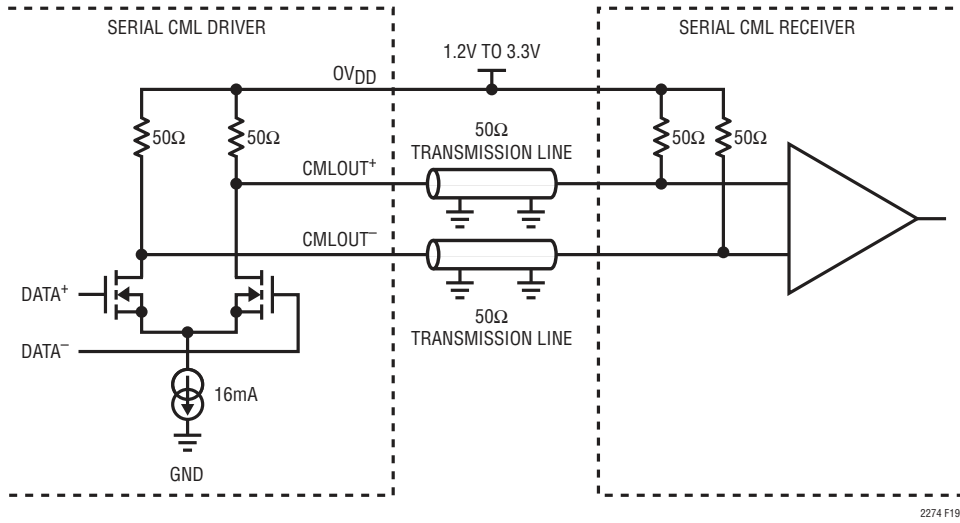 SERIAL CML DRIVER
SERIAL CML RECEIVER
1.2V TO 3.3V
OVDD
50Ω
50Ω
50Ω
TRANSMISSION LINE
50Ω
50Ω
CMLOUT+
CMLOUT–
DATA+
DATA–
50Ω
TRANSMISSION LINE
16mA
GND
2274 F19